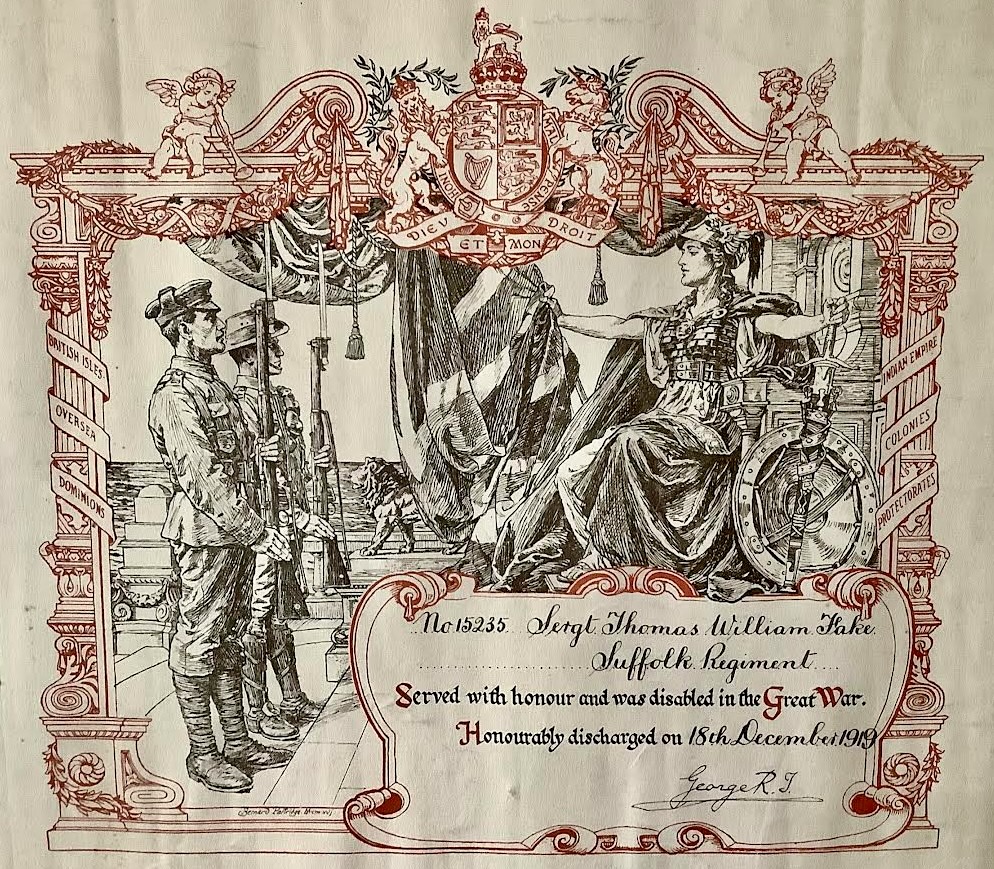 DIEV ET MON DROIT
BRITISH ISLES
OVERSEA
DOMINIONS
INDIAN EMPIRE
COLONIES
PROTECTORATES
No 15235 Sergt. Thomas William Fake
Suffolk Regiment
Served with honour and was disabled in the Great War.
Honourably discharged on 18th December 1919
George R.I.
Bernard Partridge